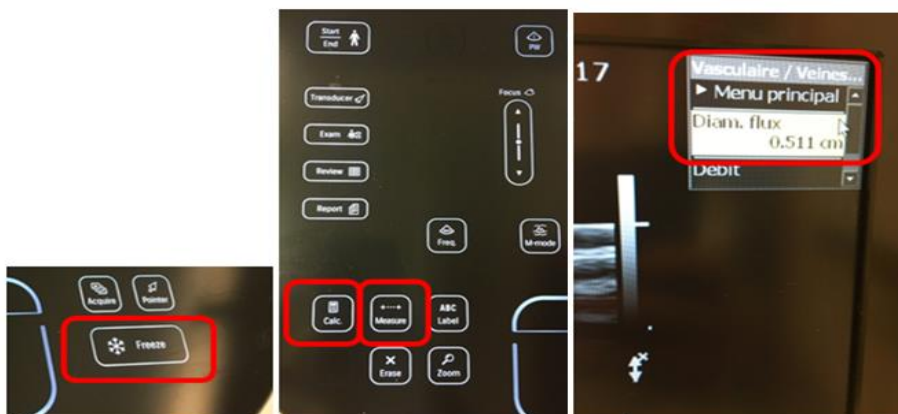 Acquire
Pointer
Freeze
Start
End
PW
Transducer
Focus
Exam
Review
Report
Freq.
M-mode
Calc.
Measure
ABC
Label
Erase
Zoom
17
Vasculaire / Veines...
Menu principal
Diam. flux
0.511 cm
Débit